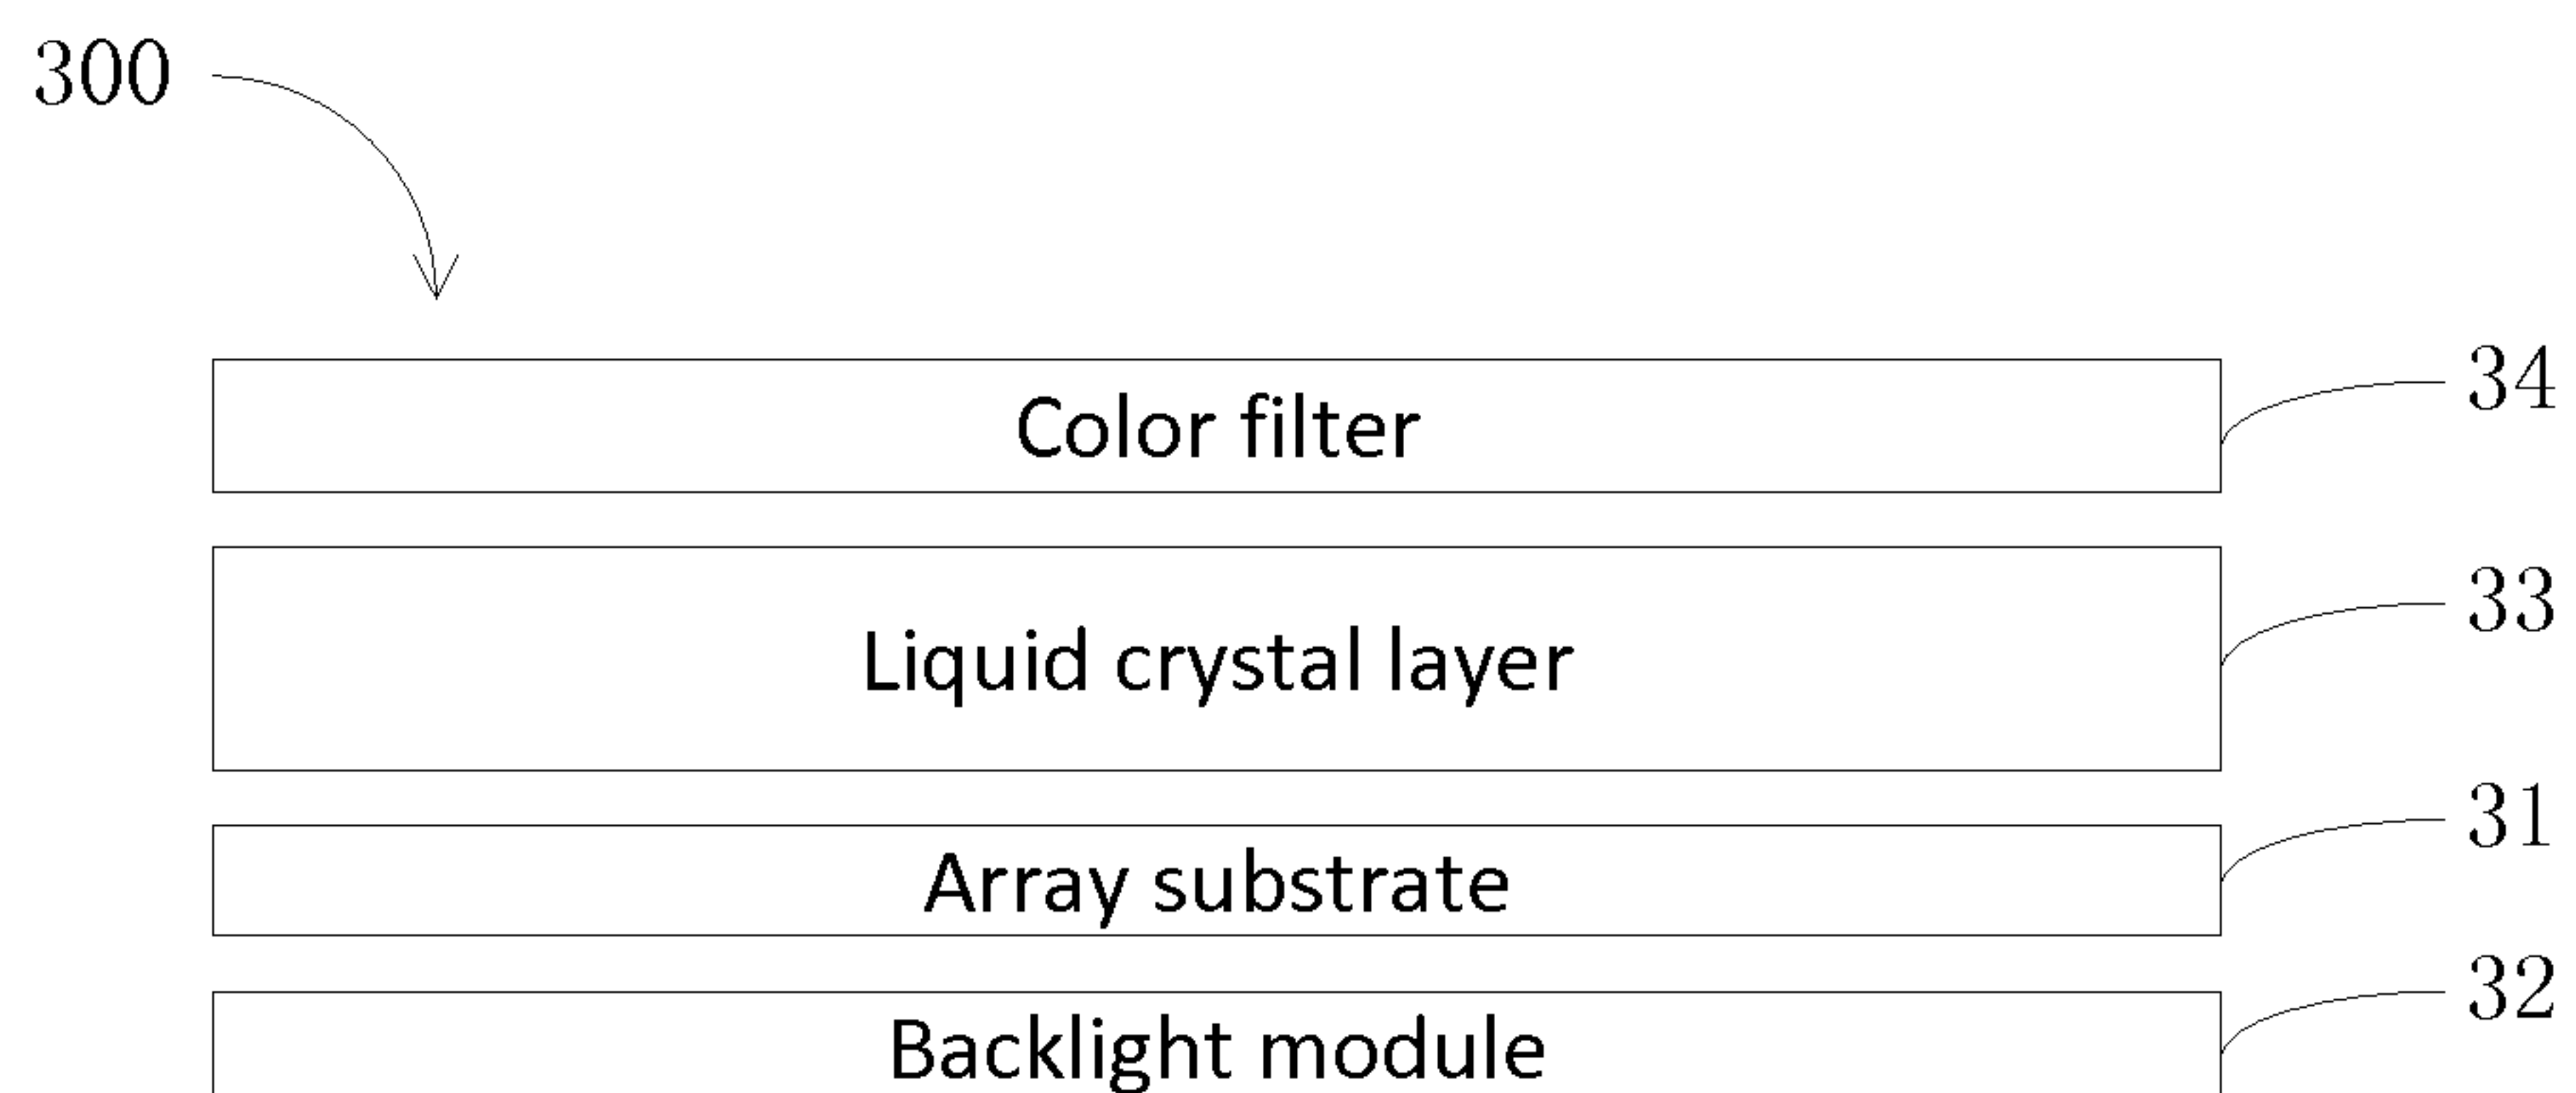 300
34
Color filter
33
Liquid crystal layer
31
Array substrate
32
Backlight module